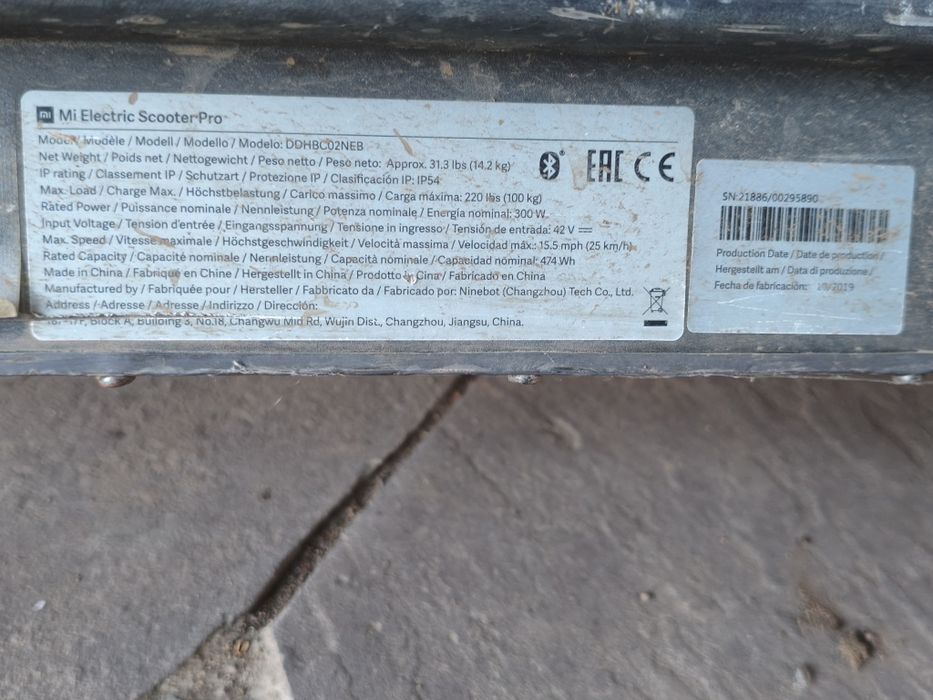 mi Mi Electric Scooter Pro
Model / Modèle / Modell / Modello / Modelo: DDHBC02NEB
Net Weight / Poids net / Nettogewicht / Peso netto / Peso neto: Approx. 31.3 lbs (14.2 kg)
IP rating / Classement IP / Schutzart / Protezione IP / Clasificación IP: IP54
Max. Load / Charge Max. / Höchstbelastung / Carico massimo / Carga máxima: 220 lbs (100 kg)
Rated Power / Puissance nominale / Nennleistung / Potenza nominale / Energía nominal: 300 W
Input Voltage / Tension d'entrée / Eingangsspannung / Tensione in ingresso / Tensión de entrada: 42 V
Max. Speed / Vitesse maximale / Höchstgeschwindigkeit / Velocità massima / Velocidad máx.: 15.5 mph (25 km/h)
Rated Capacity / Capacité nominale / Nennleistung / Capacità nominale / Capacidad nominal: 474 Wh
Made in China / Fabriqué en Chine / Hergestellt in China / Prodotto in Cina / Fabricado en China
Manufactured by / Fabriquée pour / Hersteller / Fabbricato da / Fabricado por: Ninebot (Changzhou) Tech Co., Ltd.
Address / Adresse / Adresse / Indirizzo / Dirección:
Block A, Building 3, No.18, Changwu Mid Rd, Wujin Dist., Changzhou, Jiangsu, China.
EAC CE
SN:21886/00295890
Production Date / Date de production /
Hergestellt am / Data di produzione /
Fecha de fabricación: 10/2019